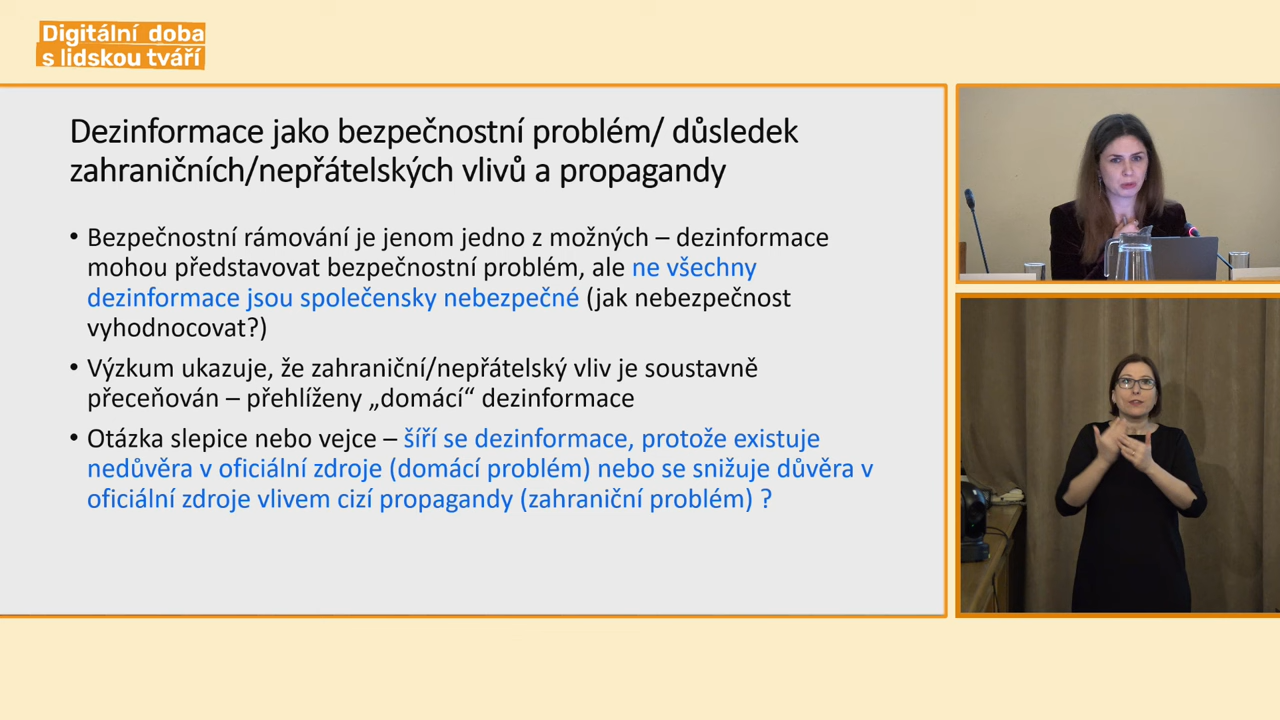 Digitální doba
s lidskou tváří
Dezinformace jako bezpečnostní problém/ důsledek
zahraničních/nepřátelských vlivů a propagandy
• Bezpečnostní rámování je jenom jedno z možných – dezinformace
mohou představovat bezpečnostní problém, ale ne všechny
dezinformace jsou společensky nebezpečné (jak nebezpečnost
vyhodnocovat?)
• Výzkum ukazuje, že zahraniční/nepřátelský vliv je soustavně
přeceňován – přehlíženy „domácí“ dezinformace
• Otázka slepice nebo vejce – šíří se dezinformace, protože existuje
nedůvěra v oficiální zdroje (domácí problém) nebo se snižuje důvěra v
oficiální zdroje vlivem cizí propagandy (zahraniční problém) ?